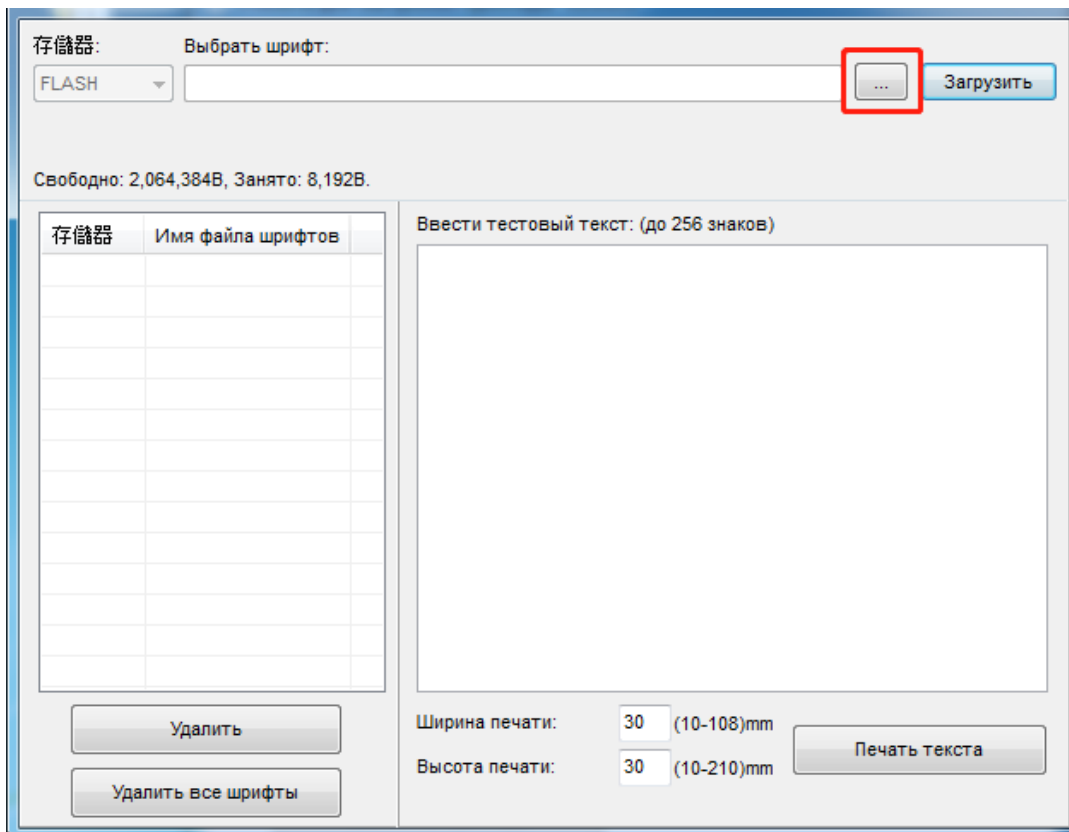 存儲器: Выбрать шрифт:
FLASH ... Загрузить
Свободно: 2,064,384B, Занято: 8,192B.
存儲器 Имя файла шрифтов
Ввести тестовый текст: (до 256 знаков)
Удалить
Удалить все шрифты
Ширина печати: 30 (10-108)mm
Высота печати: 30 (10-210)mm
Печать текста